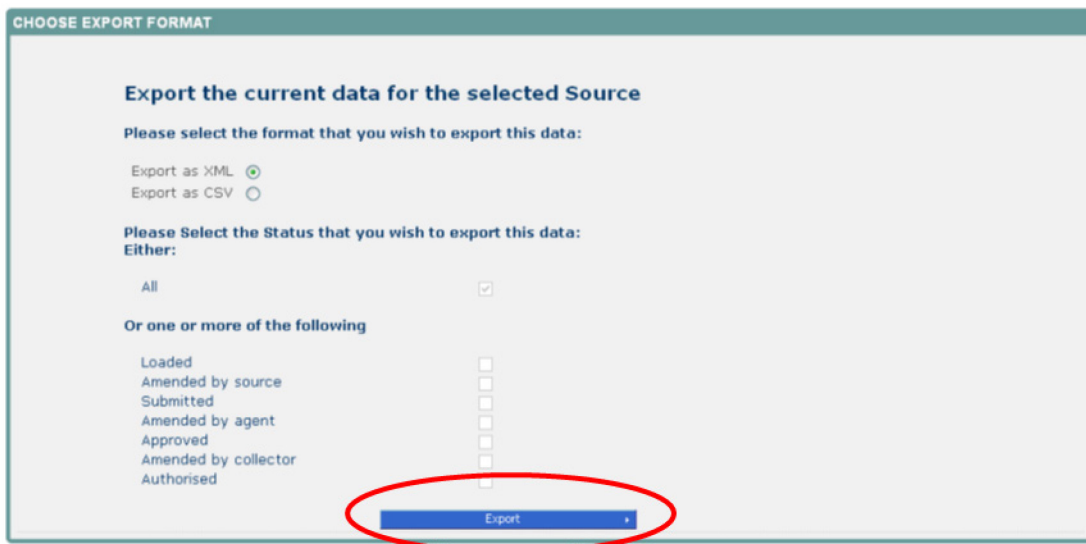 CHOOSE EXPORT FORMAT
Export the current data for the selected Source
Please select the format that you wish to export this data:
Export as XML
Export as CSV
Please Select the Status that you wish to export this data:
Either:
All
Or one or more of the following
Loaded
Amended by source
Submitted
Amended by agent
Approved
Amended by collector
Authorised
Export